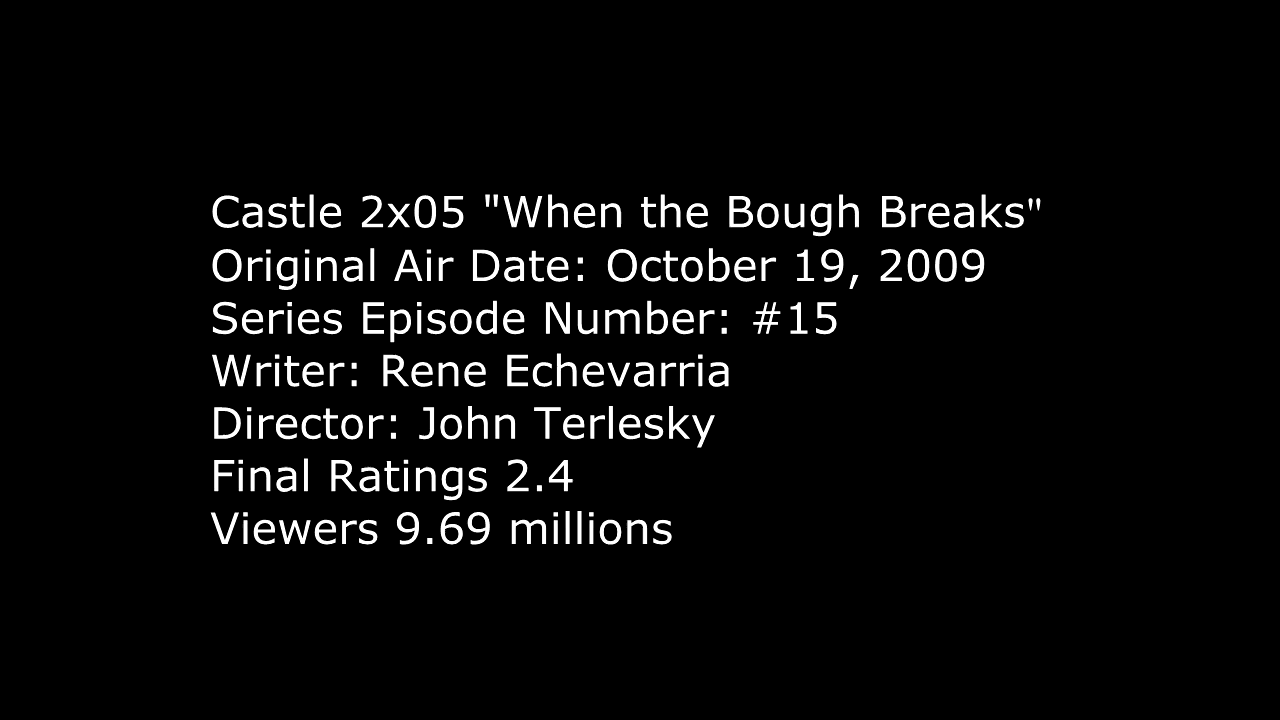 Castle 2x05 "When the Bough Breaks"
Original Air Date: October 19, 2009
Series Episode Number: #15
Writer: Rene Echevarria
Director: John Terlesky
Final Ratings 2.4
Viewers 9.69 millions